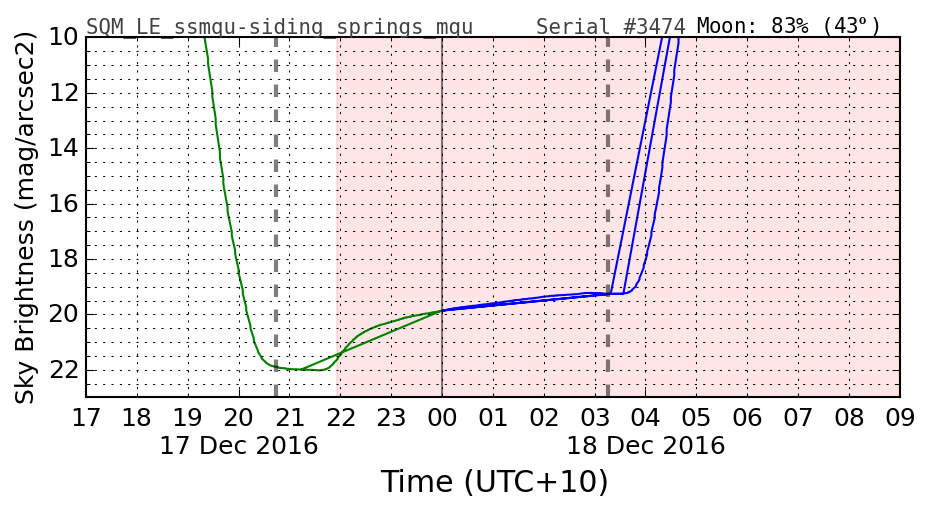 SQM_LE_ssmqu-siding_springs_mqu Serial #3474 Moon: 83% (43°)
Sky Brightness (mag/arcsec2)
10
12
14
16
18
20
22
17 18 19 20 21 22 23 00 01 02 03 04 05 06 07 08 09
17 Dec 2016 18 Dec 2016
Time (UTC+10)